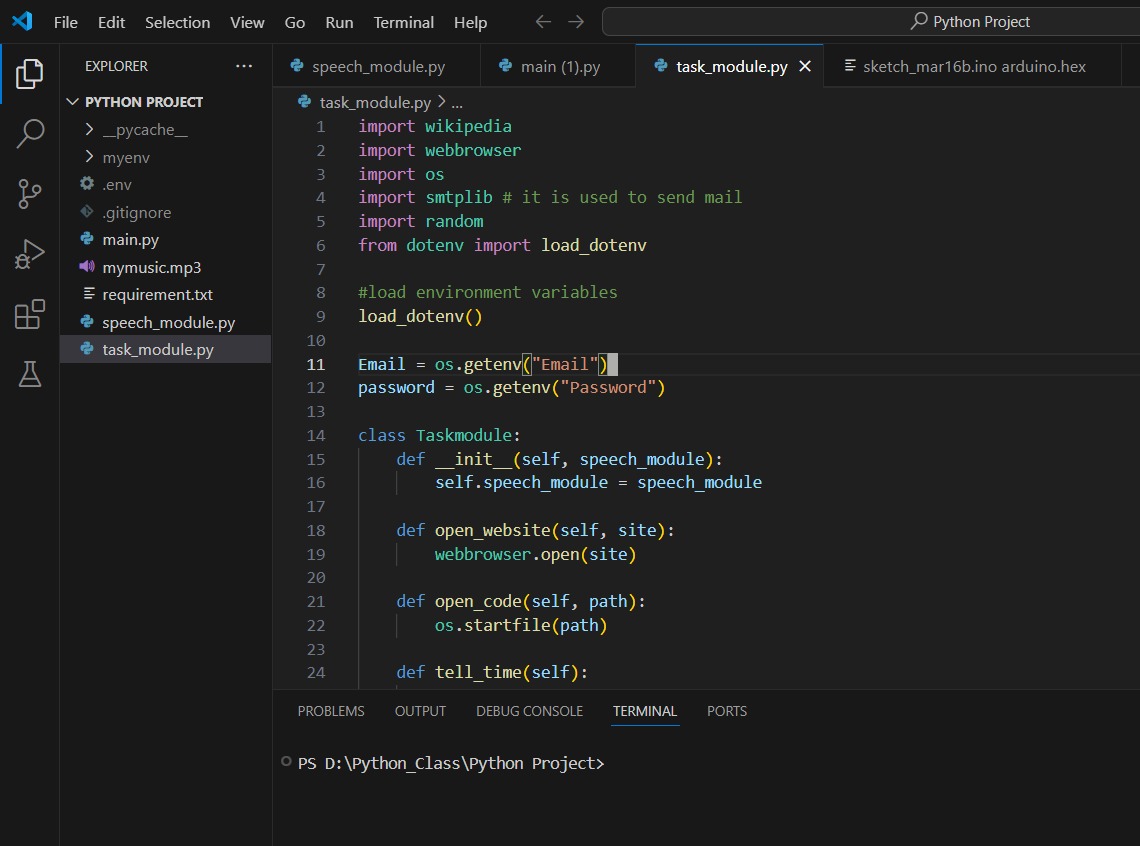 File Edit Selection View Go Run Terminal Help
Python Project
EXPLORER ...
PYTHON PROJECT
__pycache__
myenv
.env
.gitignore
main.py
mymusic.mp3
requirement.txt
speech_module.py
task_module.py
speech_module.py main (1).py task_module.py sketch_mar16b.ino arduino.hex
task_module.py > ...
1 import wikipedia
2 import webbrowser
3 import os
4 import smtplib # it is used to send mail
5 import random
6 from dotenv import load_dotenv
7
8 #load environment variables
9 load_dotenv()
10
11 Email = os.getenv("Email")
12 password = os.getenv("Password")
13
14 class Taskmodule:
15     def __init__(self, speech_module):
16         self.speech_module = speech_module
17
18     def open_website(self, site):
19         webbrowser.open(site)
20
21     def open_code(self, path):
22         os.startfile(path)
23
24     def tell_time(self):
PROBLEMS OUTPUT DEBUG CONSOLE TERMINAL PORTS
PS D:\Python_Class\Python Project>